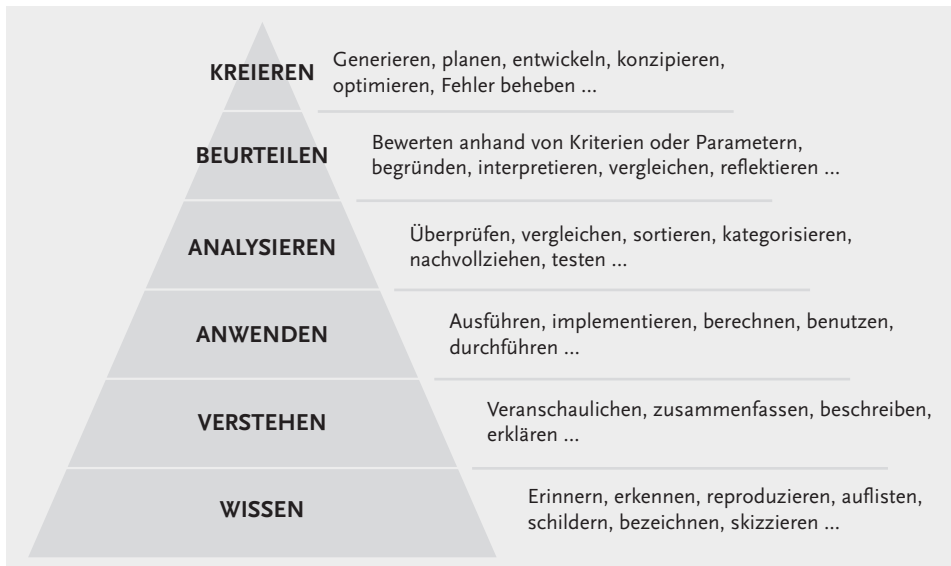 KREIEREN
Generieren, planen, entwickeln, konzipieren,
optimieren, Fehler beheben ...
BEURTEILEN
Bewerten anhand von Kriterien oder Parametern,
begründen, interpretieren, vergleichen, reflektieren ...
ANALYSIEREN
Überprüfen, vergleichen, sortieren, kategorisieren,
nachvollziehen, testen ...
ANWENDEN
Ausführen, implementieren, berechnen, benutzen,
durchführen ...
VERSTEHEN
Veranschaulichen, zusammenfassen, beschreiben,
erklären ...
WISSEN
Erinnern, erkennen, reproduzieren, auflisten,
schildern, bezeichnen, skizzieren ...